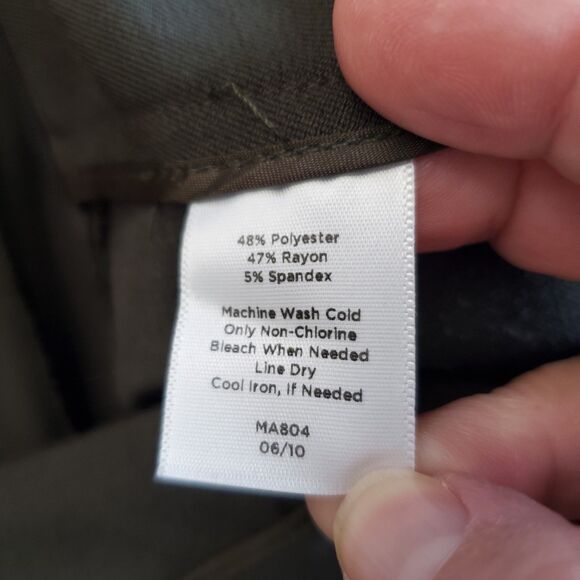 48% Polyester
47% Rayon
5% Spandex
Machine Wash Cold
Only Non-Chlorine
Bleach When Needed
Line Dry
Cool Iron, If Needed
MA804
06/10